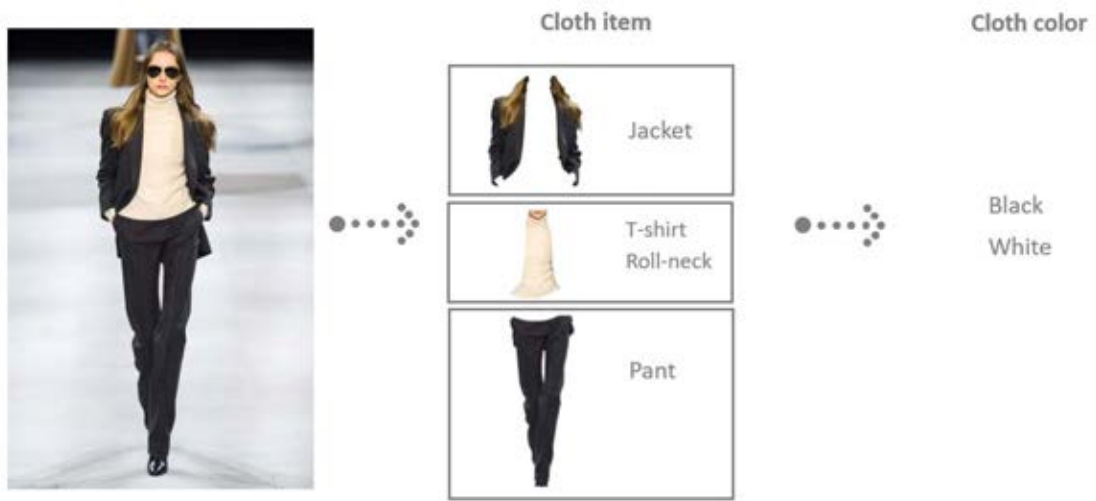 Cloth item
Cloth color
Jacket
T-shirt
Roll-neck
Pant
Black
White